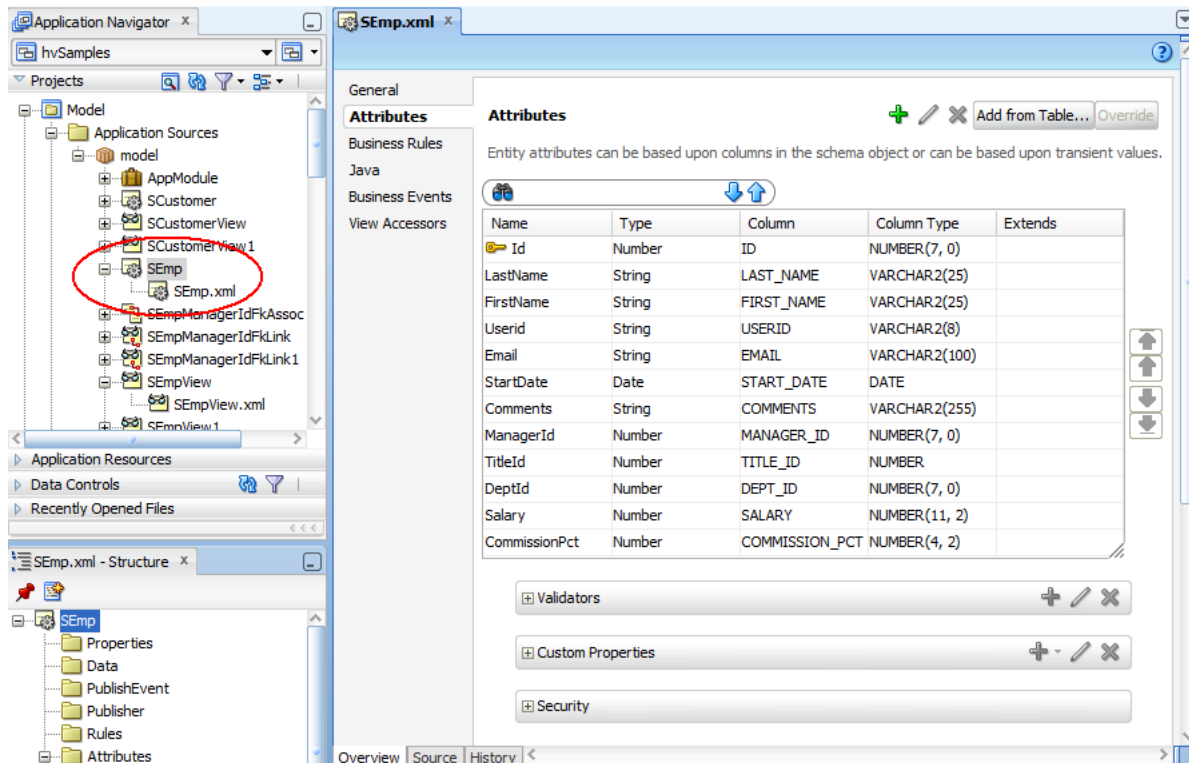 Application Navigator
hvSamples
Projects
Model
Application Sources
model
AppModule
SCustomer
SCustomerView
SCustomerView1
SEmp
SEmp.xml
SEmpManagerIdFkAssoc
SEmpManagerIdFkLink
SEmpManagerIdFkLink1
SEmpView
SEmpView.xml
SEmpView1
Application Resources
Data Controls
Recently Opened Files
SEmp.xml - Structure
SEmp
Properties
Data
PublishEvent
Publisher
Rules
Attributes
SEmp.xml
General
Attributes
Business Rules
Java
Business Events
View Accessors
Attributes Add from Table... Override
Entity attributes can be based upon columns in the schema object or can be based upon transient values.
Name Type Column Column Type Extends
Id Number ID NUMBER(7, 0)
LastName String LAST_NAME VARCHAR2(25)
FirstName String FIRST_NAME VARCHAR2(25)
Userid String USERID VARCHAR2(8)
Email String EMAIL VARCHAR2(100)
StartDate Date START_DATE DATE
Comments String COMMENTS VARCHAR2(255)
ManagerId Number MANAGER_ID NUMBER(7, 0)
TitleId Number TITLE_ID NUMBER
DeptId Number DEPT_ID NUMBER(7, 0)
Salary Number SALARY NUMBER(11, 2)
CommissionPct Number COMMISSION_PCT NUMBER(4, 2)
Validators
Custom Properties
Security
Overview Source History